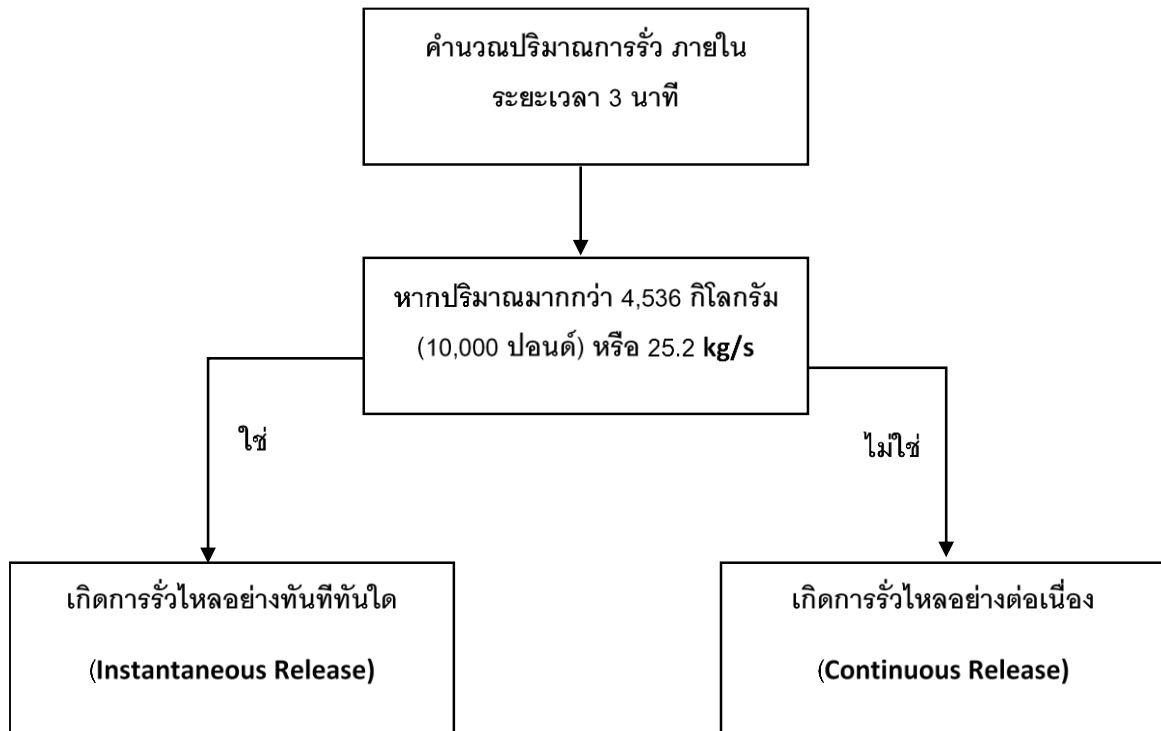 คำนวณปริมาณการรั่ว ภายใน
ระยะเวลา 3 นาที
หากปริมาณมากกว่า 4,536 กิโลกรัม
(10,000 ปอนด์) หรือ 25.2 kg/s
ใช่
ไม่ใช่
เกิดการรั่วไหลอย่างทันทีทันใด
(Instantaneous Release)
เกิดการรั่วไหลอย่างต่อเนื่อง
(Continuous Release)